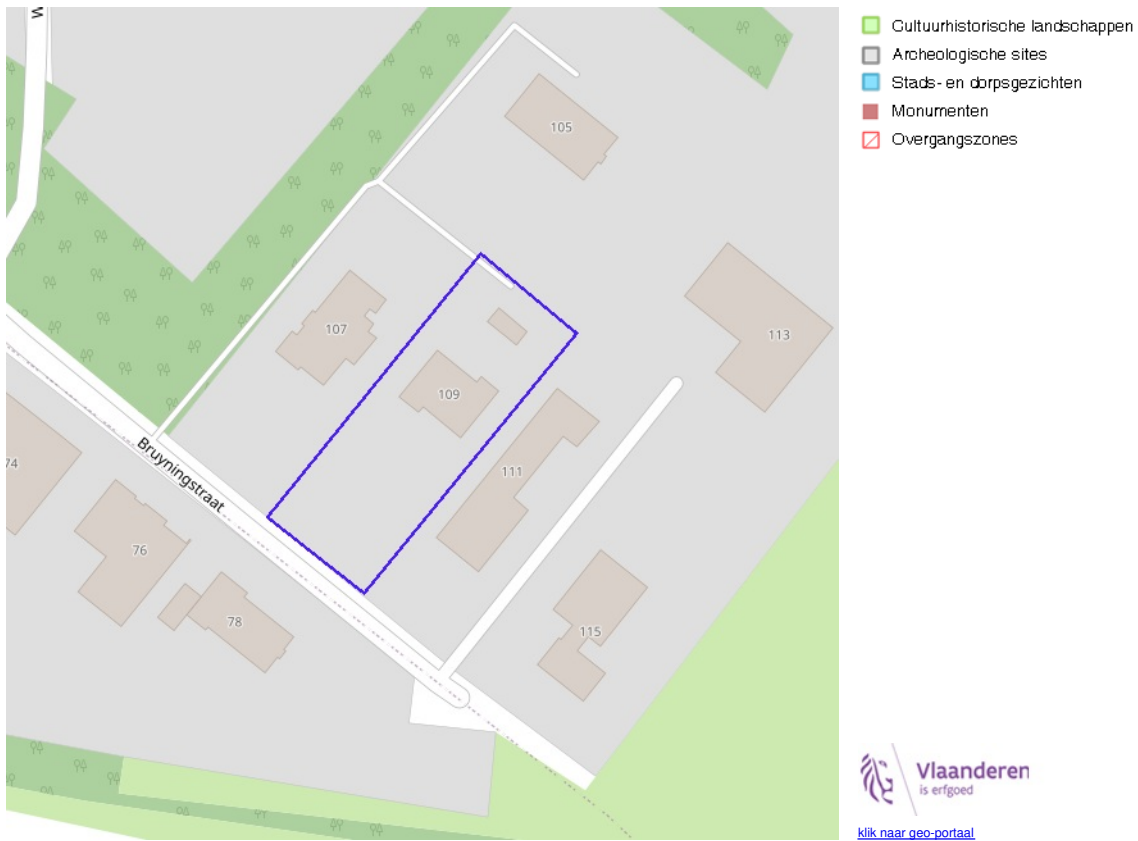 W
105
107
113
109
Bruyningstraat
74
111
76
78
115
Cultuurhistorische landschappen
Archeologische sites
Stads- en dorpsgezichten
Monumenten
Overgangszones
Vlaanderen
is erfgoed
klik naar geo-portaal